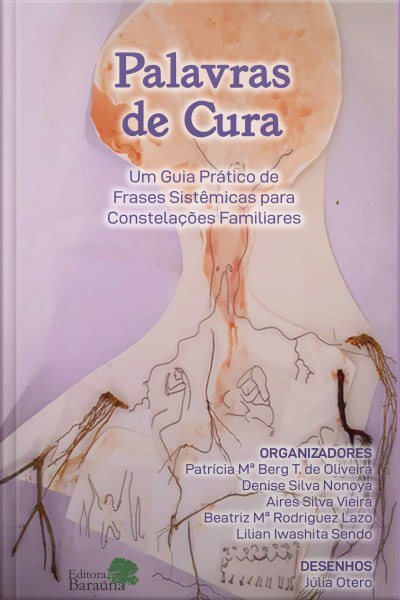 Palavras
de Cura
Um Guia Prático de
Frases Sistêmicas para
Constelações Familiares
ORGANIZADORES
Patrícia Mª Berg T. de Oliveira
Denise Silva Nonoya
Aires Silva Vieira
Beatriz Mª Rodriguez Lazo
Lilian Iwashita Sendo
DESENHOS
Júlia Otero
Editora
Baraúna